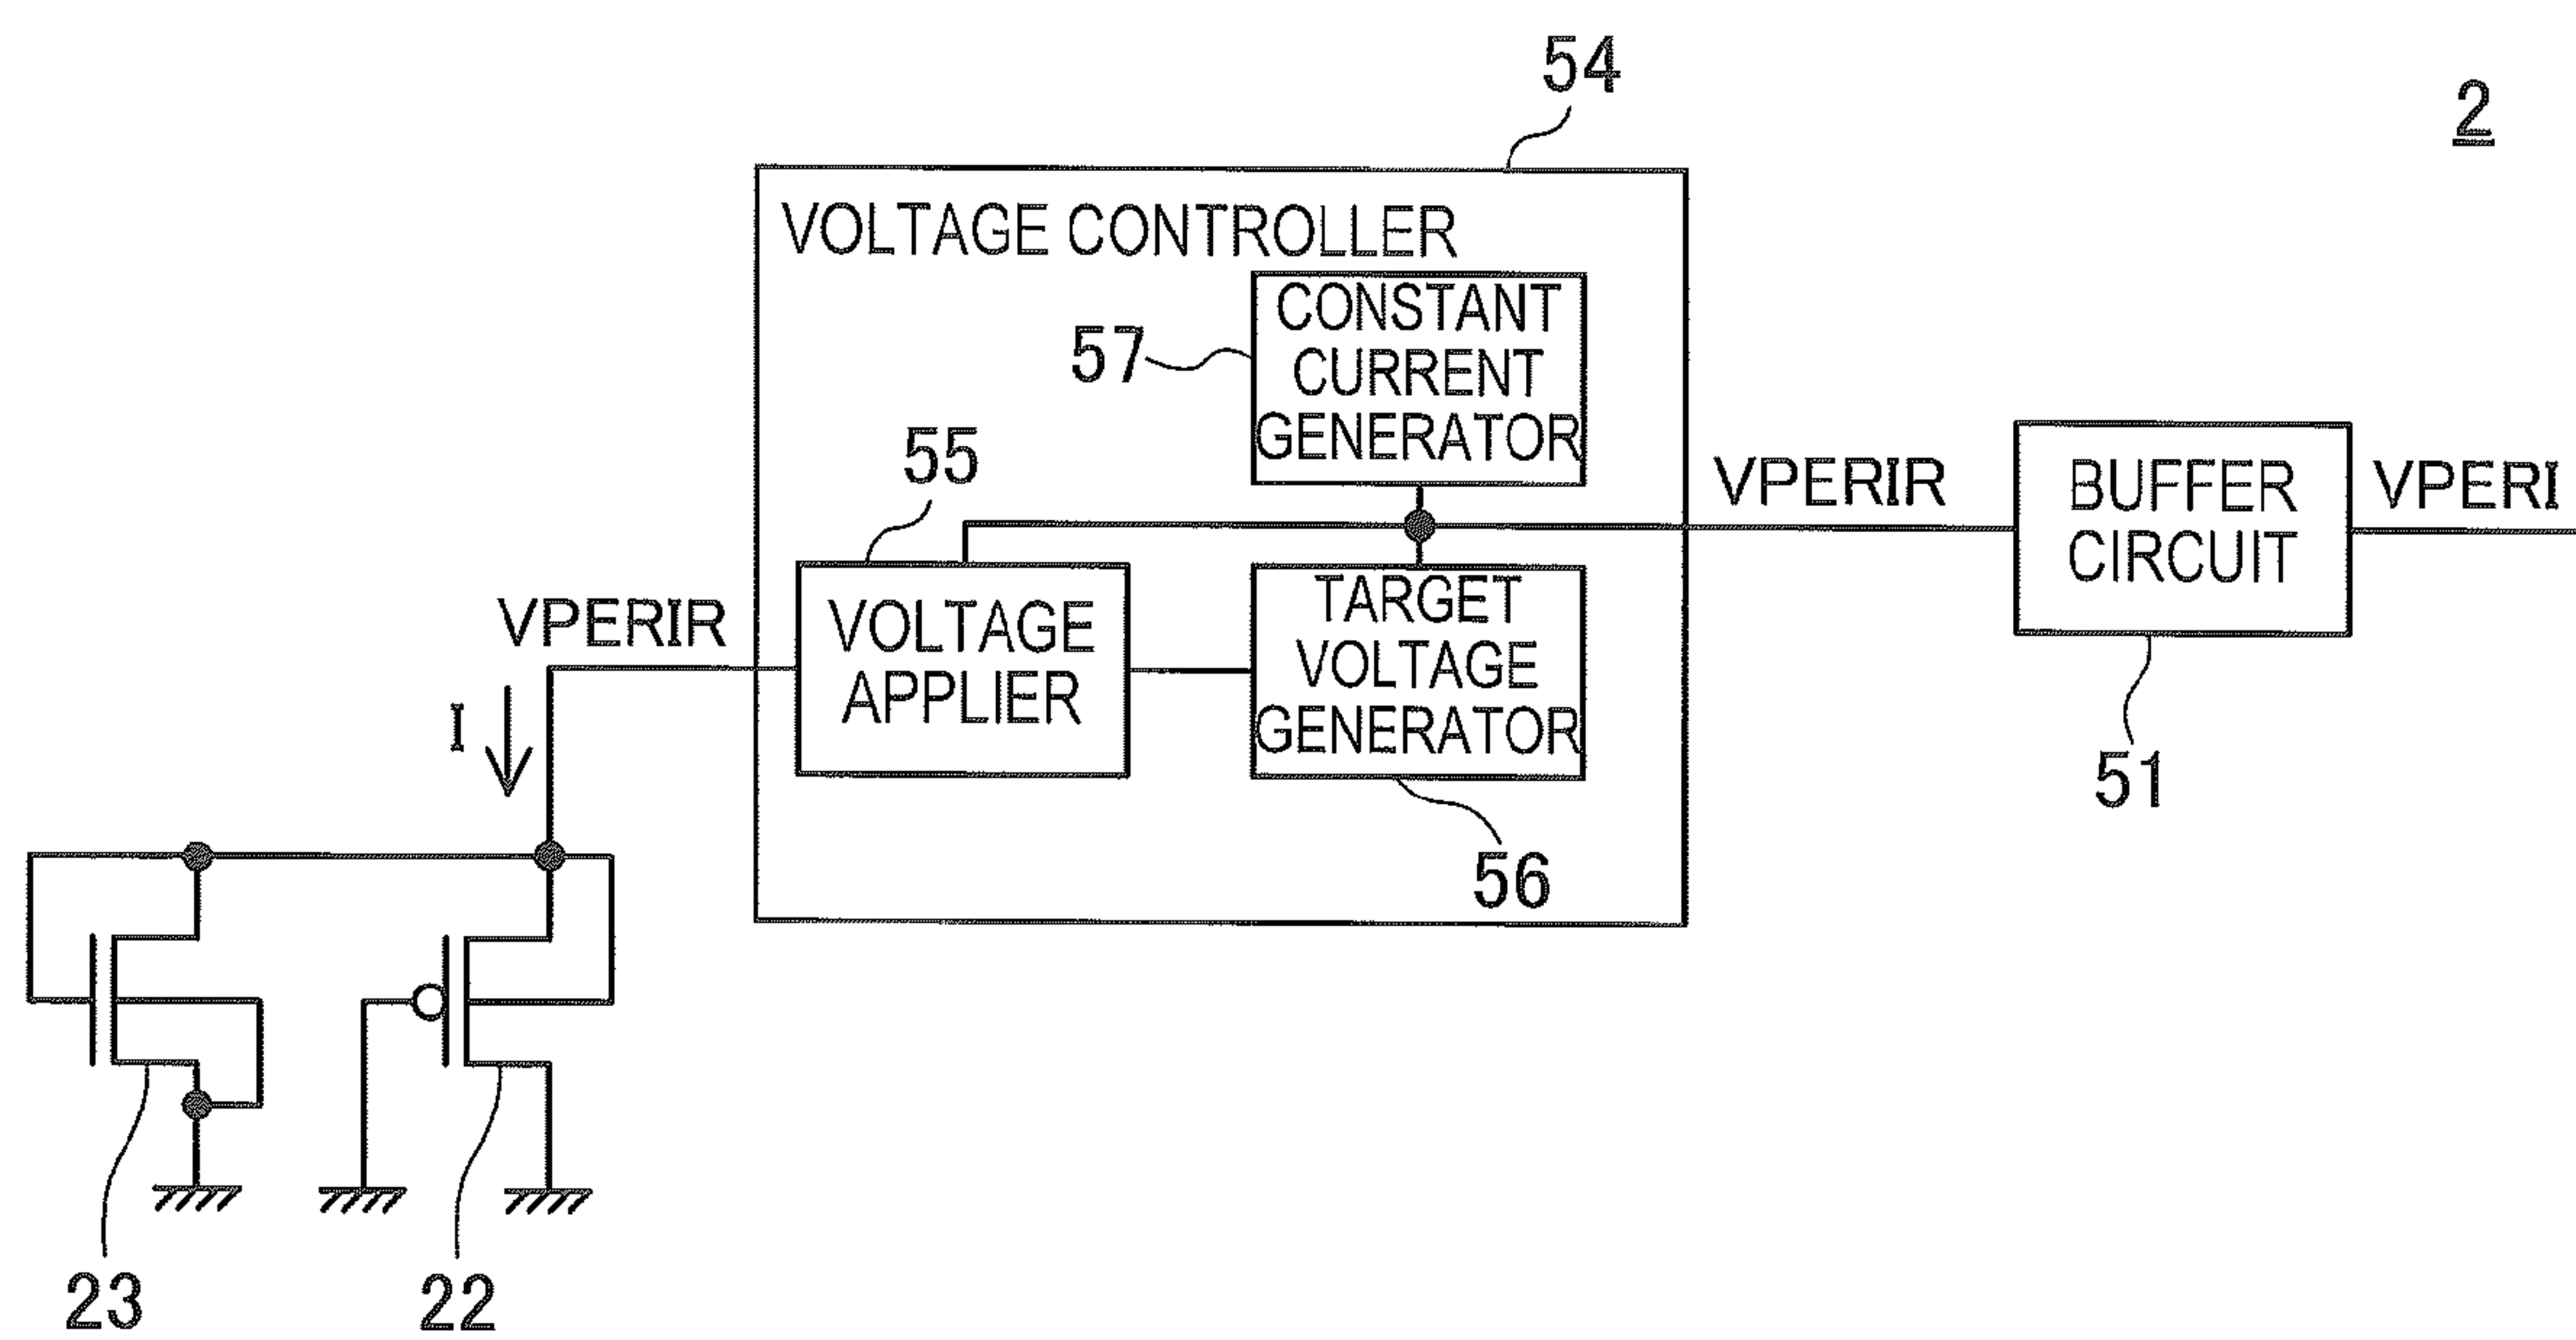 54
2
VOLTAGE CONTROLLER
CONSTANT
CURRENT
GENERATOR
57
55
VPERIR
BUFFER
CIRCUIT
VPERI
51
VPERIR
VOLTAGE
APPLIER
TARGET
VOLTAGE
GENERATOR
56
I
23
22